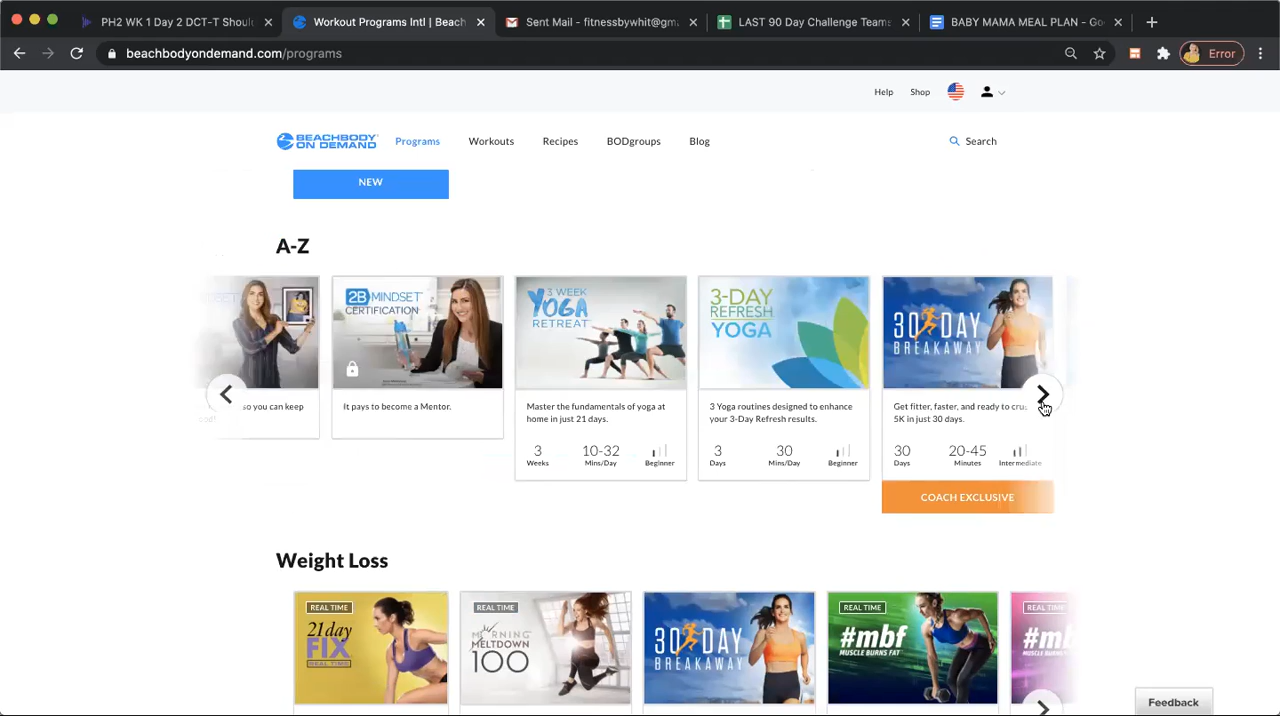 PH2 WK 1 Day 2 DCT-T Should
Workout Programs Intl | Beach
Sent Mail - fitnessbywhit@gm
LAST 90 Day Challenge Teams
BABY MAMA MEAL PLAN - Go
beachbodyondemand.com/programs
Error
Help
Shop
BEACHBODY
ON DEMAND
Programs
Workouts
Recipes
BODgroups
Blog
Search
NEW
A-Z
so you can keep
2B MINDSET
CERTIFICATION
It pays to become a Mentor.
3 WEEK
YOGA
RETREAT
Master the fundamentals of yoga at
home in just 21 days.
3
Weeks
10-32
Mins/Day
Beginner
3-DAY
REFRESH
YOGA
3 Yoga routines designed to enhance
your 3-Day Refresh results.
3
Days
30
Mins/Day
Beginner
30 DAY
BREAKAWAY
Get fitter, faster, and ready to cru
5K in just 30 days.
30
Days
20-45
Minutes
Intermediate
COACH EXCLUSIVE
Weight Loss
REAL TIME
21 day
FIX
REAL TIME
REAL TIME
MORNING
MELTDOWN
100
30 DAY
BREAKAWAY
REAL TIME
#mbf
MUSCLE BURNS FAT
REAL TIME
#mb
MUSCLE
Feedback